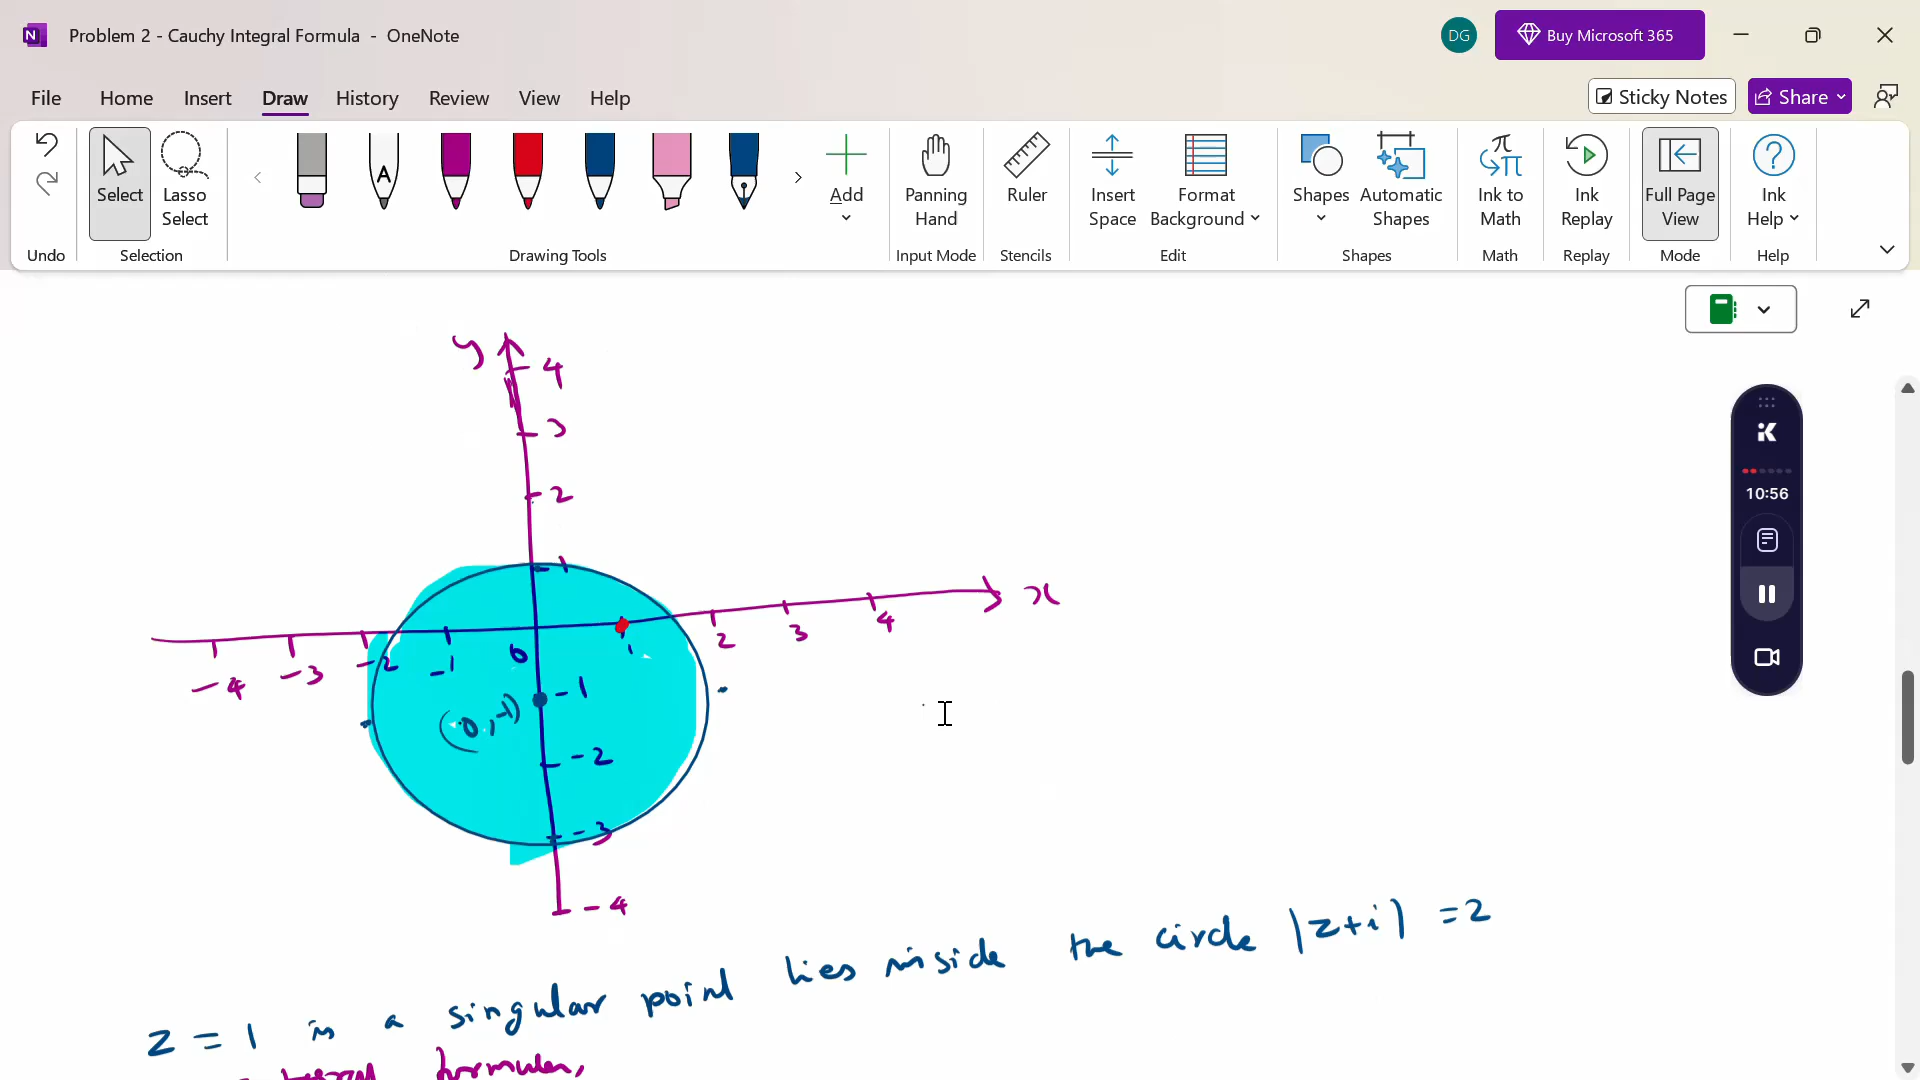 Problem 2 - Cauchy Integral Formula - OneNote
DG
Buy Microsoft 365
File Home Insert Draw History Review View Help
Sticky Notes
Share
Select
Lasso Select
A
Add
Panning Hand
Ruler
Insert Space
Format Background
Shapes
Automatic Shapes
Ink to Math
Ink Replay
Full Page View
Ink Help
Undo
Selection
Drawing Tools
Input Mode
Stencils
Edit
Shapes
Math
Replay
Mode
Help
10:56
y
4
3
2
1
x
-4 -3 -2 -1 0 1 2 3 4
-1
(0,-1)
-2
-3
-4
z = 1 is a singular point lies inside the circle |z+i| = 2
formula,